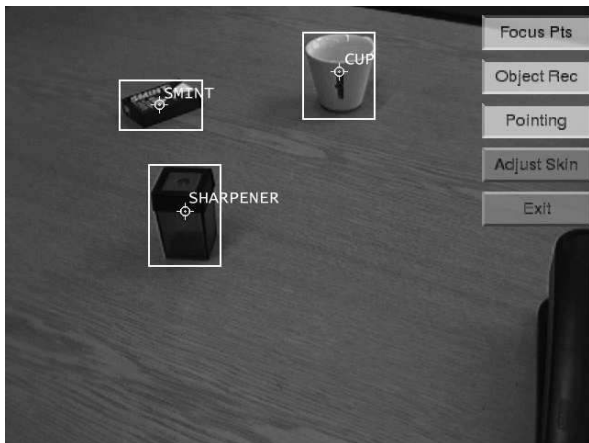 Focus Pts
CUP
Object Rec
SMINT
Pointing
Adjust Skin
SHARPENER
Exit